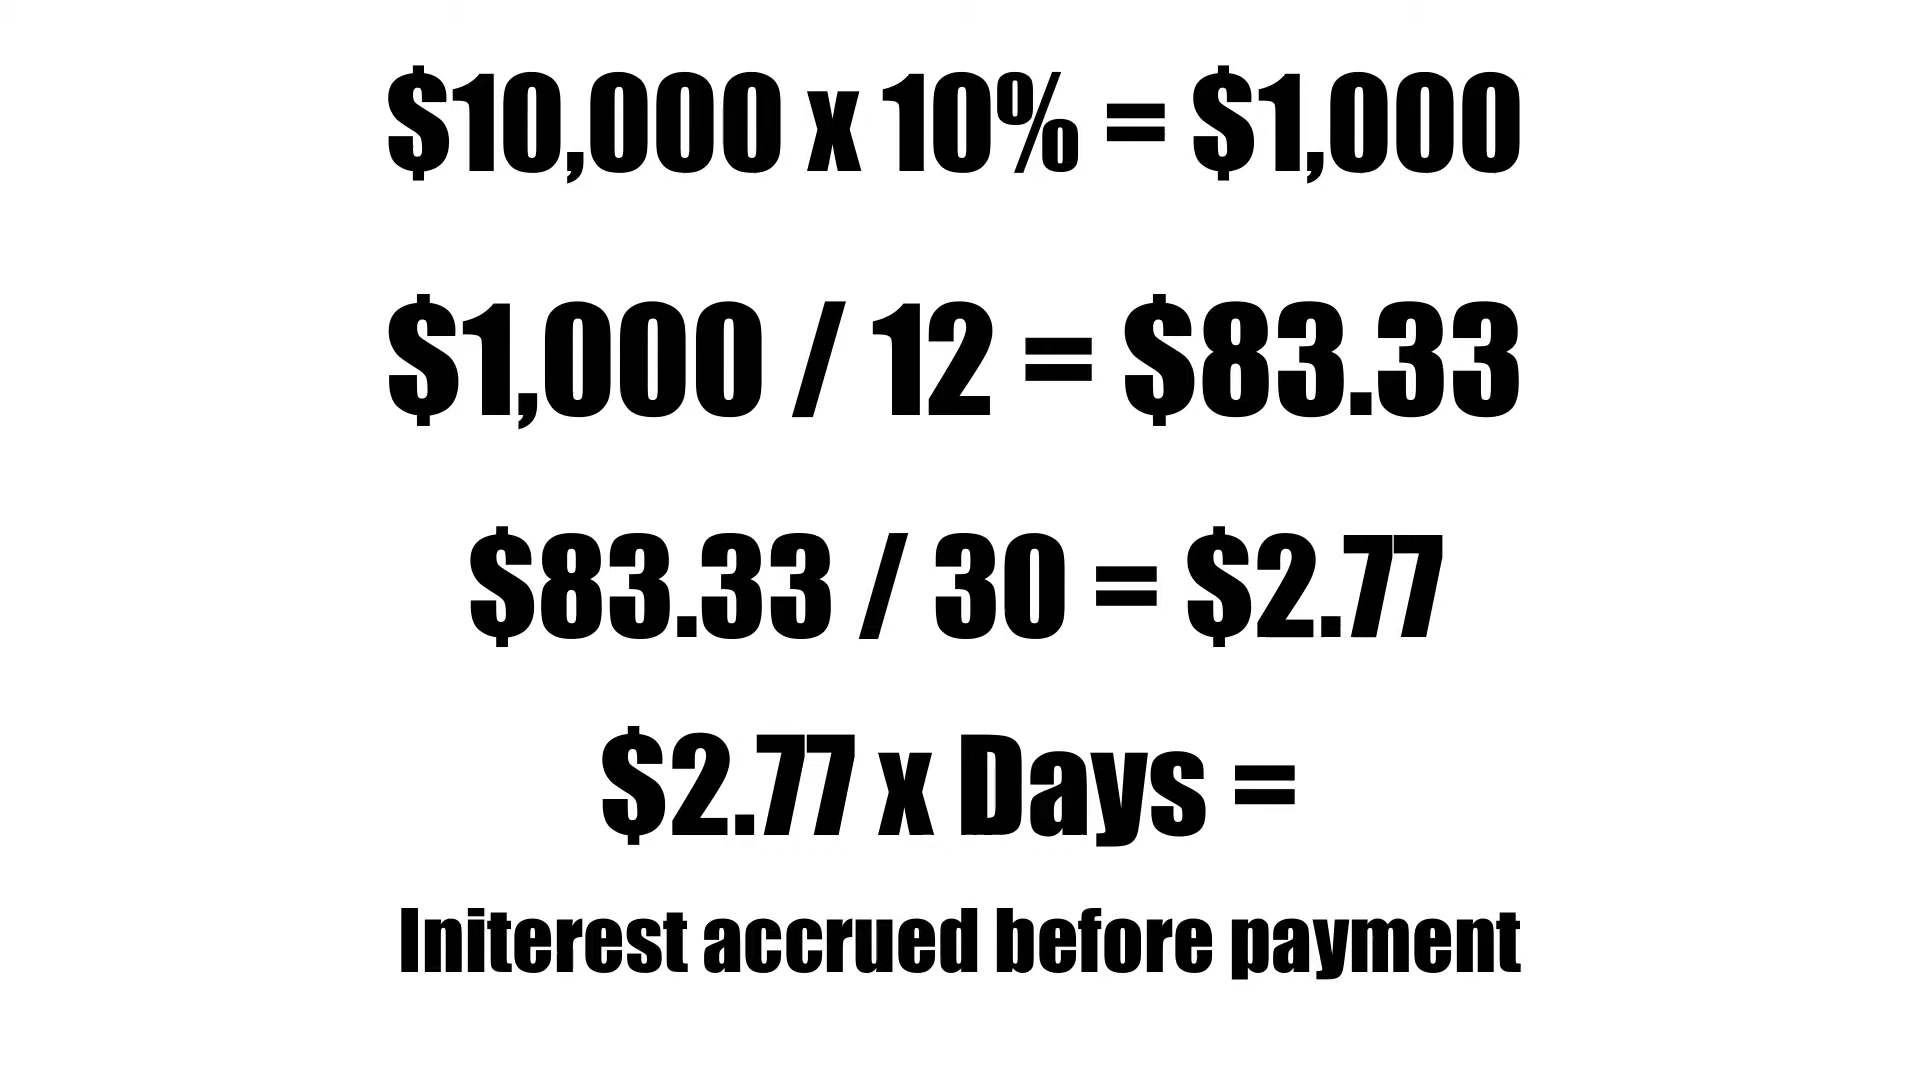 $10,000 x 10% = $1,000
$1,000 / 12 = $83.33
$83.33 / 30 = $2.77
$2.77 x Days =
Initerest accrued before payment